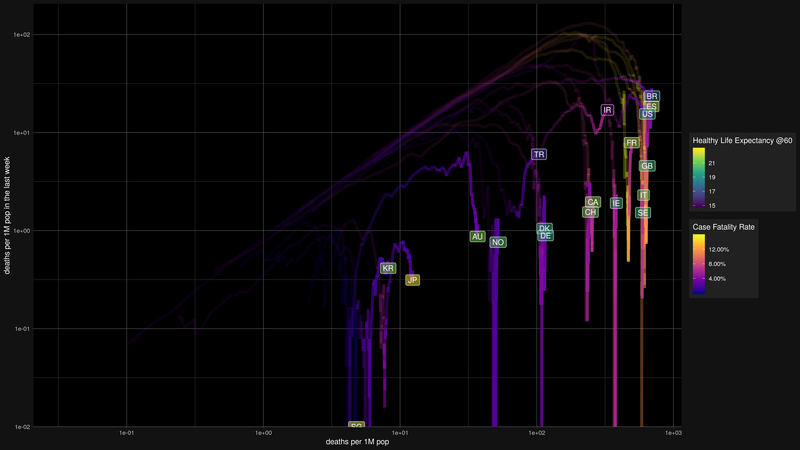 1e+02
1e+01
1e+00
1e-01
1e-02
deaths per 1M pop in the last week
BR
ES
US
IR
FR
TR
GB
IT
CA
IE
CH
SE
DK
AU
DE
NO
KR
JP
SG
1e-01
1e+00
1e+01
1e+02
1e+03
deaths per 1M pop
Healthy Life Expectancy @60
21
19
17
15
Case Fatality Rate
12.00%
8.00%
4.00%